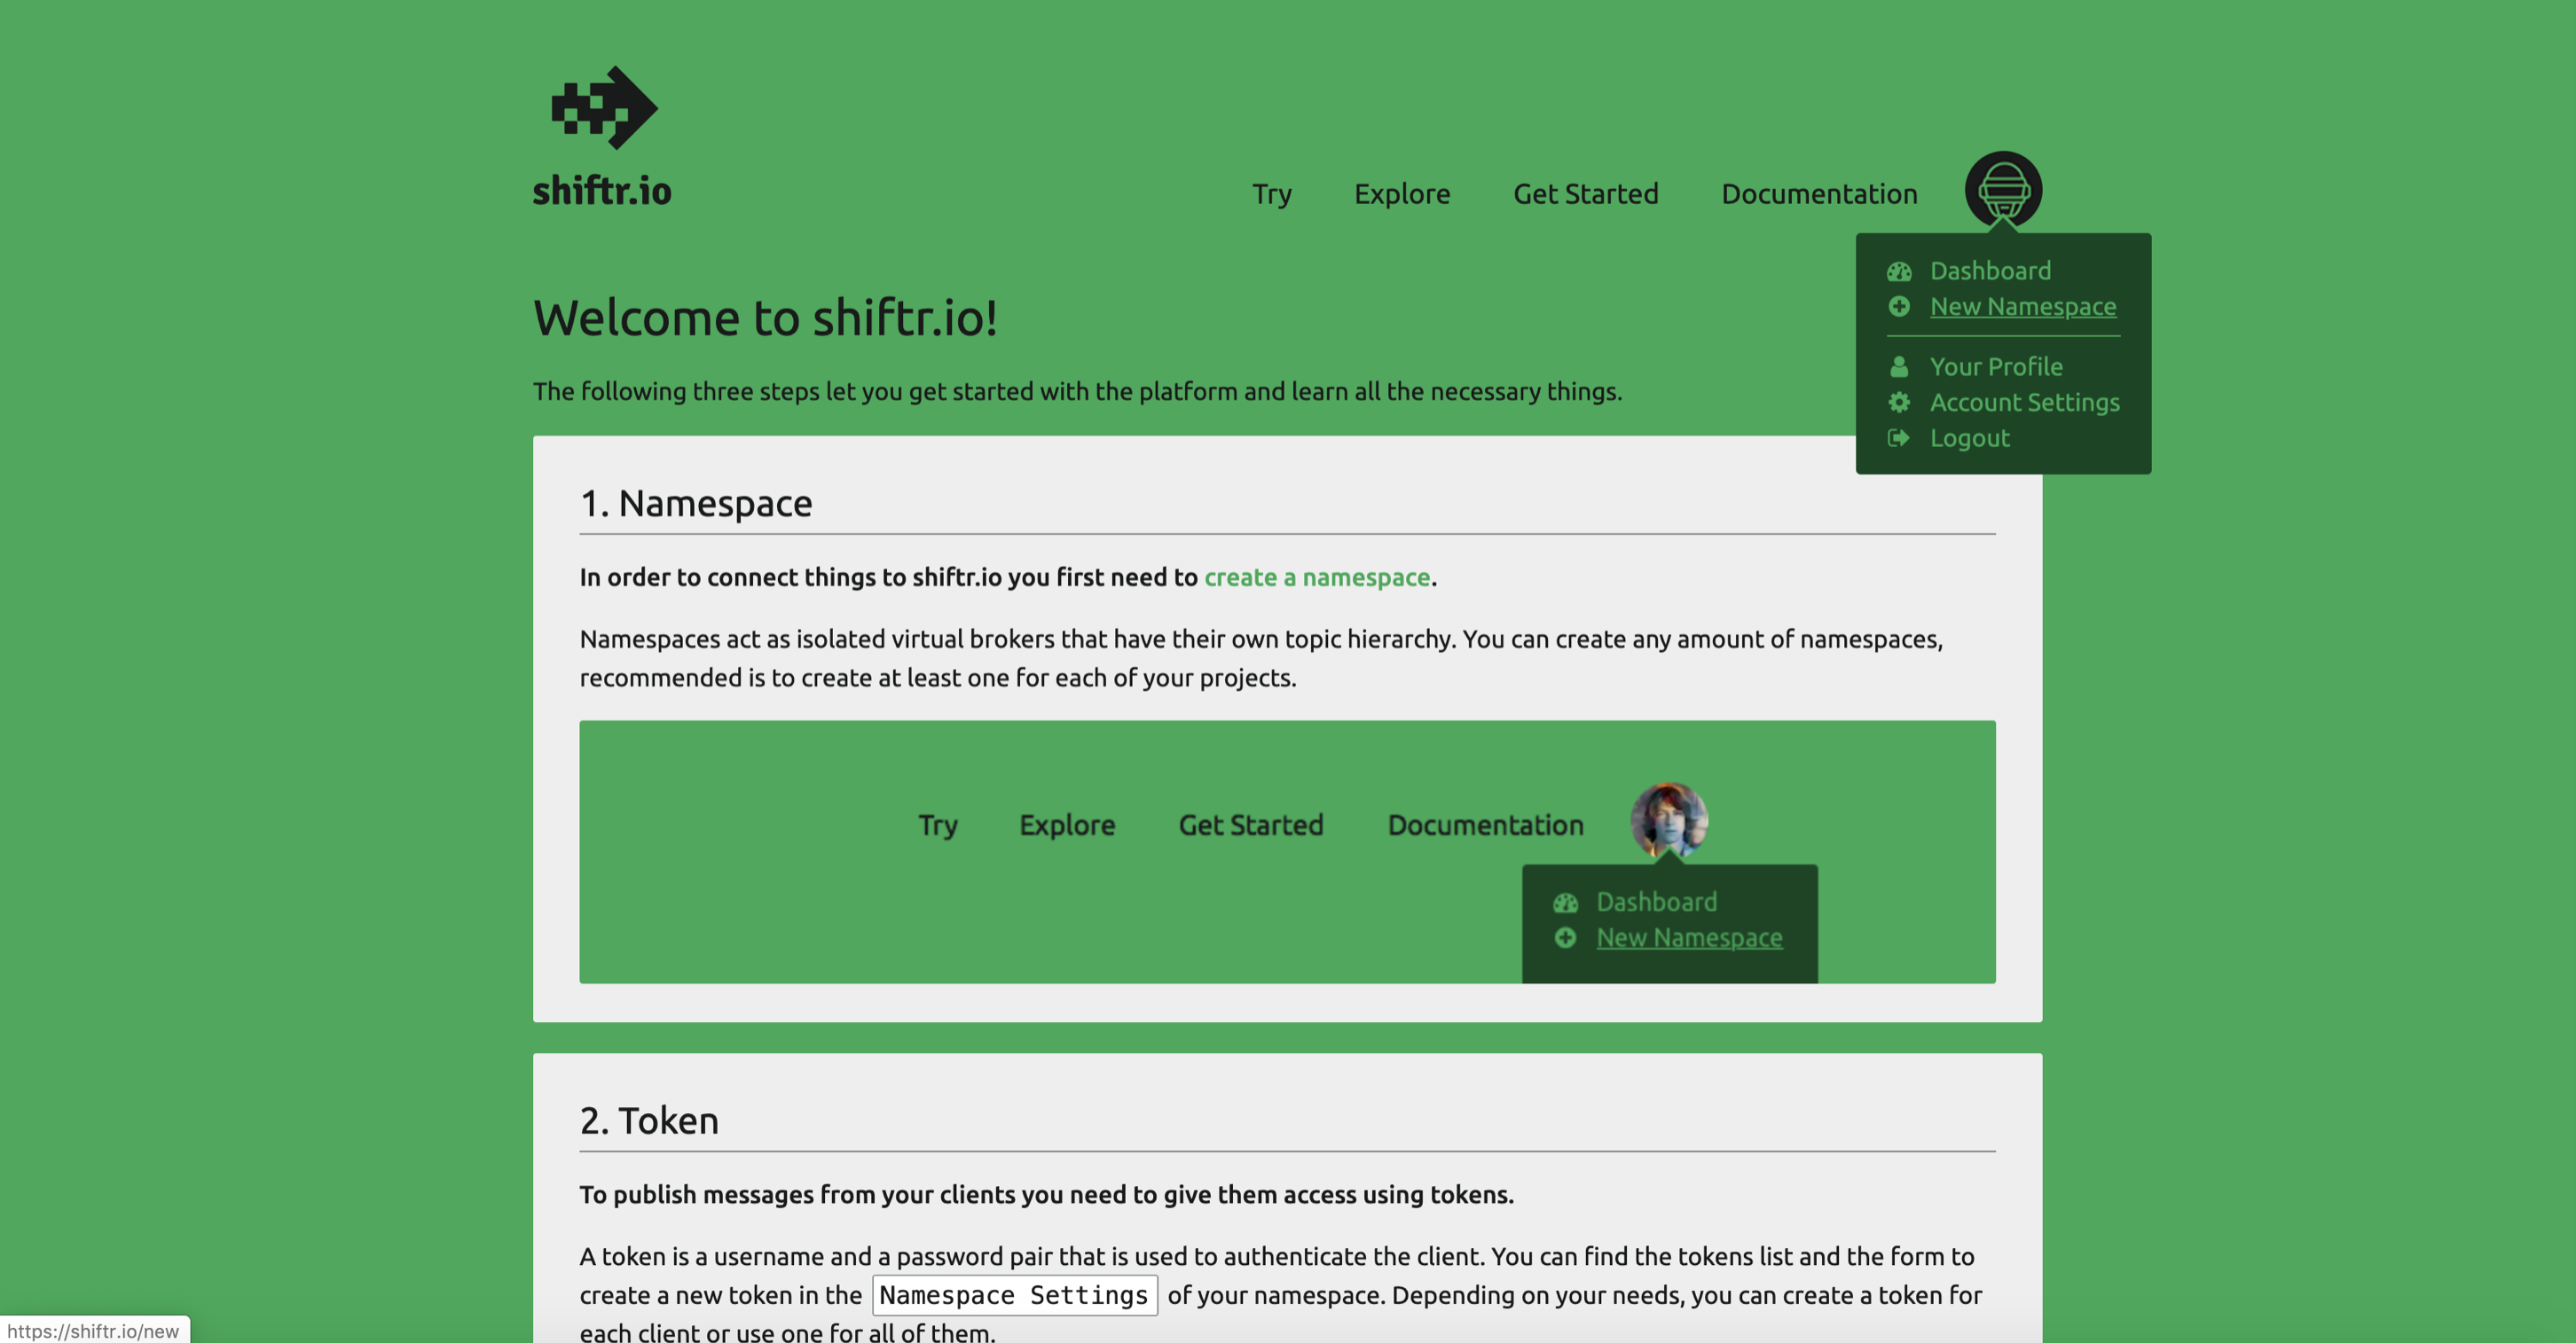 shiftr.io
Try Explore Get Started Documentation
Dashboard
New Namespace
Your Profile
Account Settings
Logout
Welcome to shiftr.io!
The following three steps let you get started with the platform and learn all the necessary things.
1. Namespace
In order to connect things to shiftr.io you first need to create a namespace.
Namespaces act as isolated virtual brokers that have their own topic hierarchy. You can create any amount of namespaces,
recommended is to create at least one for each of your projects.
Try Explore Get Started Documentation
Dashboard
New Namespace
2. Token
To publish messages from your clients you need to give them access using tokens.
A token is a username and a password pair that is used to authenticate the client. You can find the tokens list and the form to
create a new token in the Namespace Settings of your namespace. Depending on your needs, you can create a token for
each client or use one for all of them.
https://shiftr.io/new